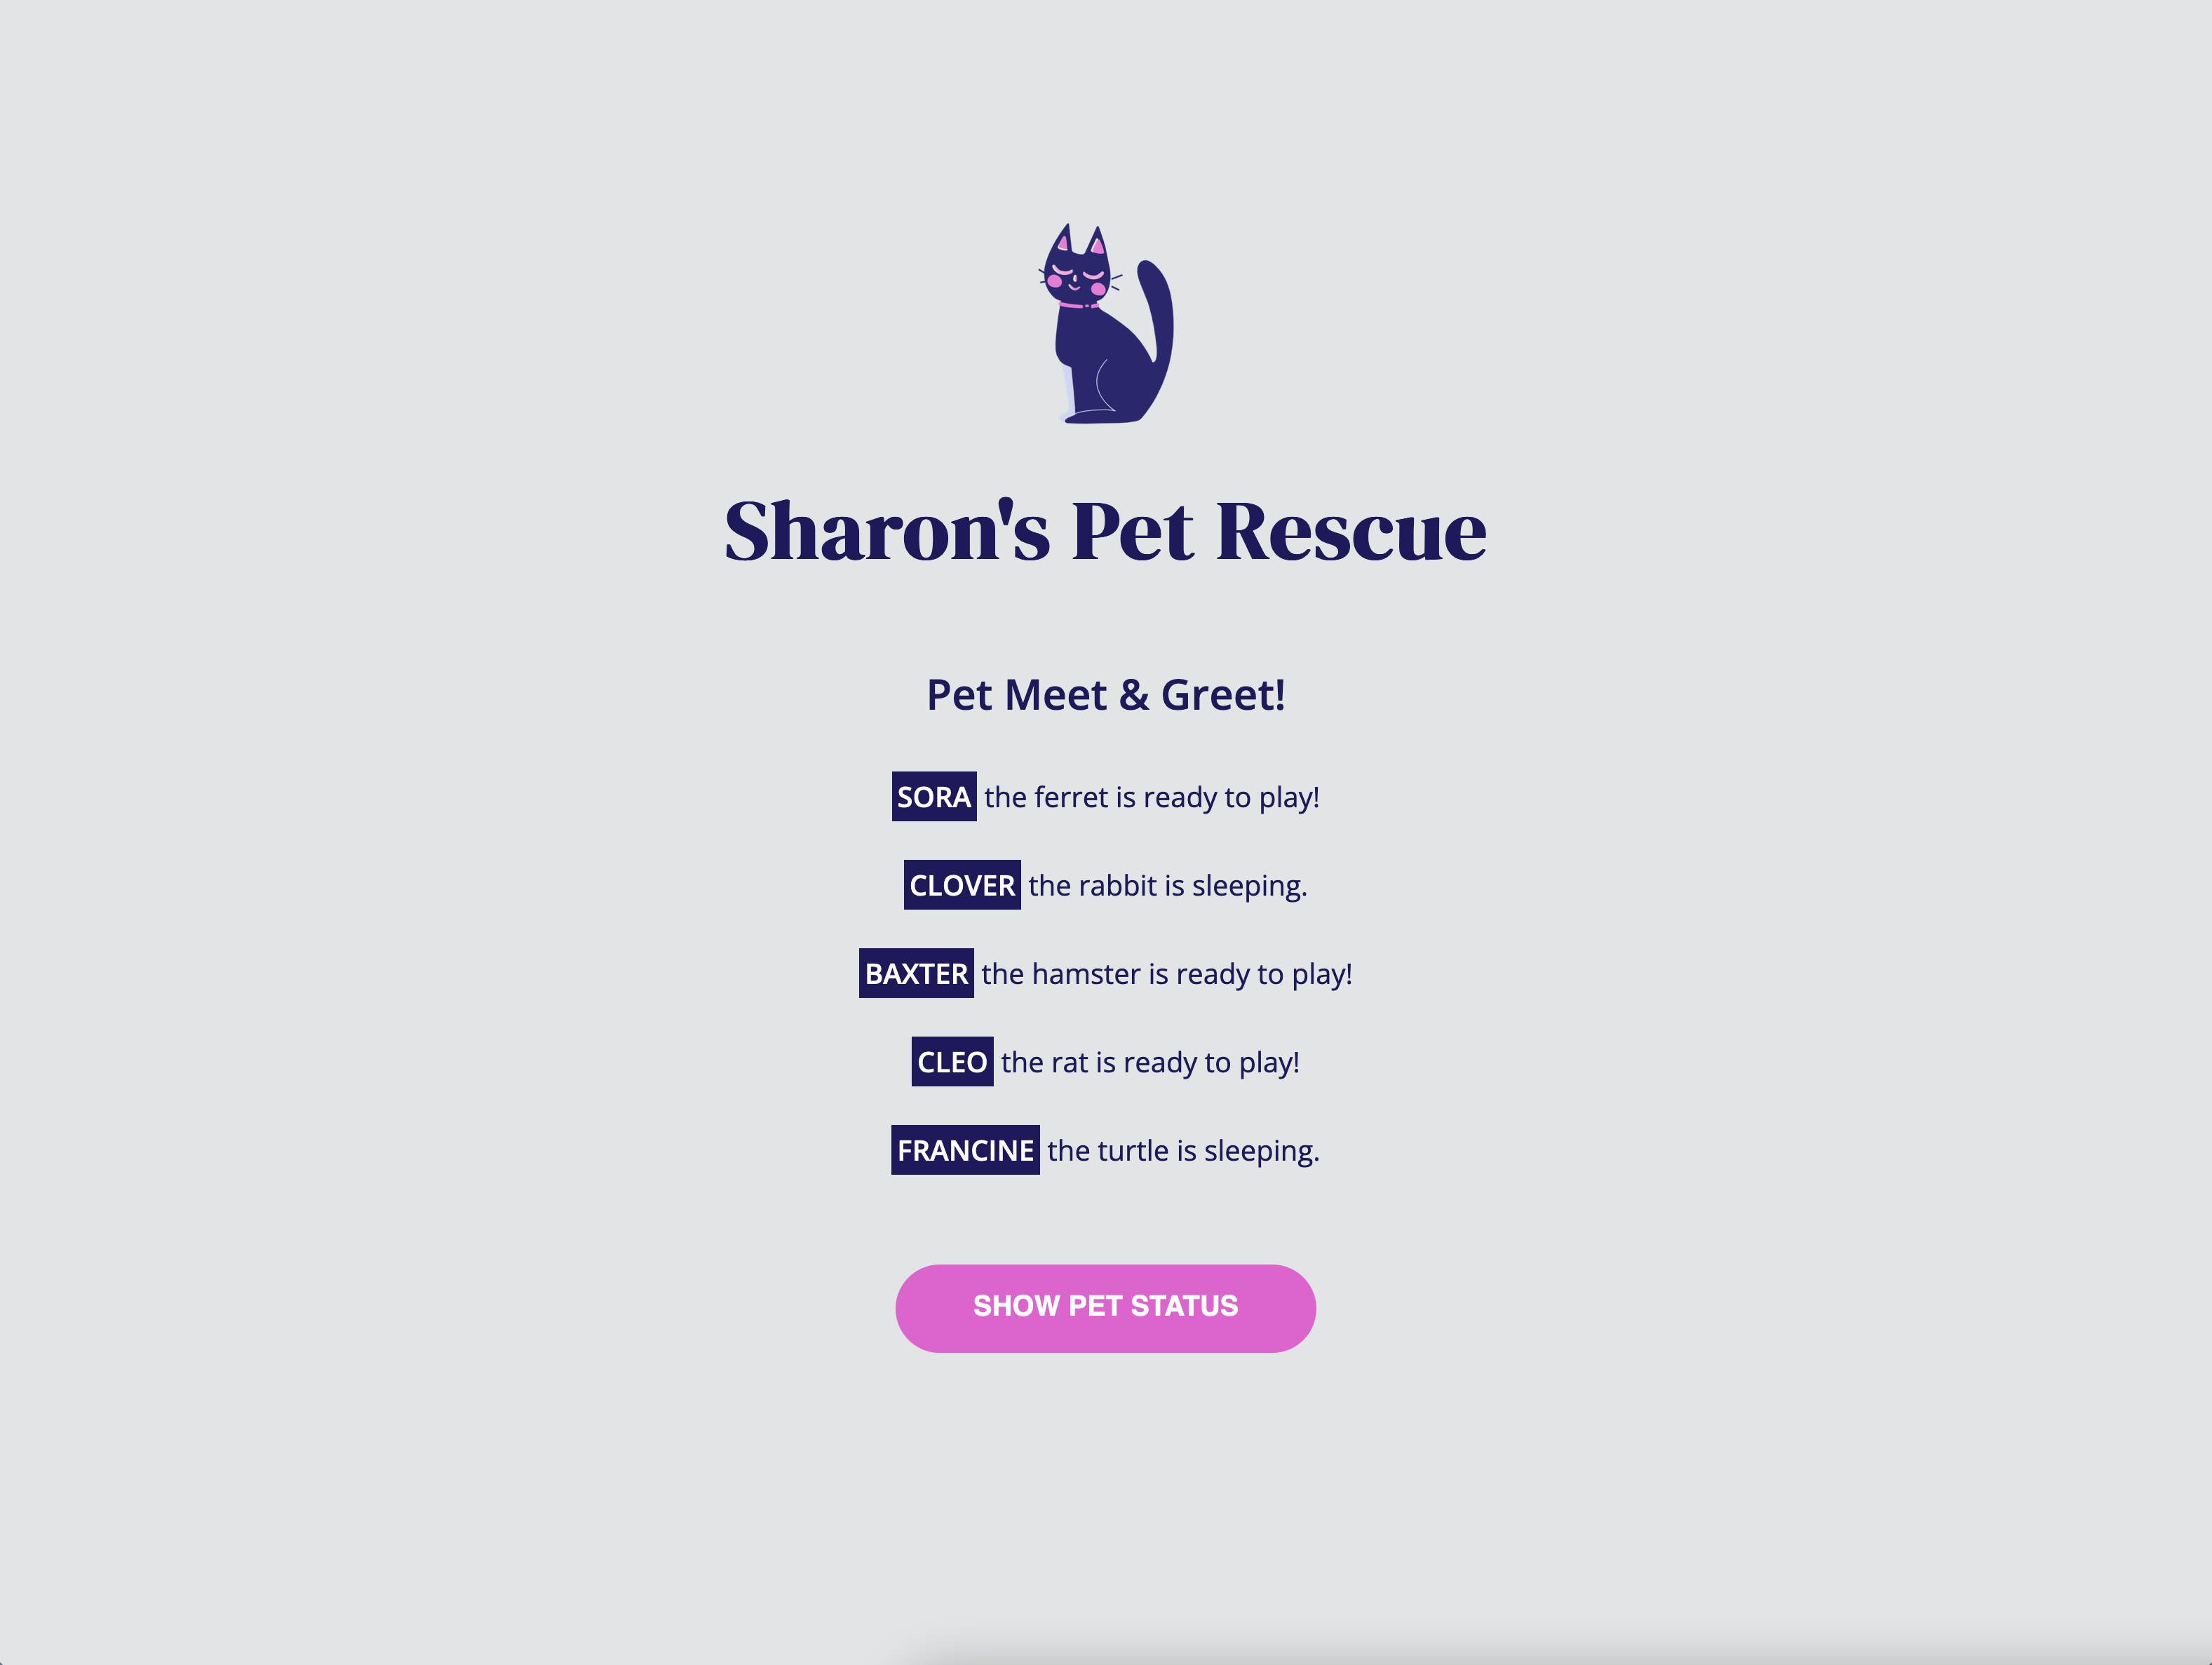 Sharon's Pet Rescue
Pet Meet & Greet!
SORA the ferret is ready to play!
CLOVER the rabbit is sleeping.
BAXTER the hamster is ready to play!
CLEO the rat is ready to play!
FRANCINE the turtle is sleeping.
SHOW PET STATUS